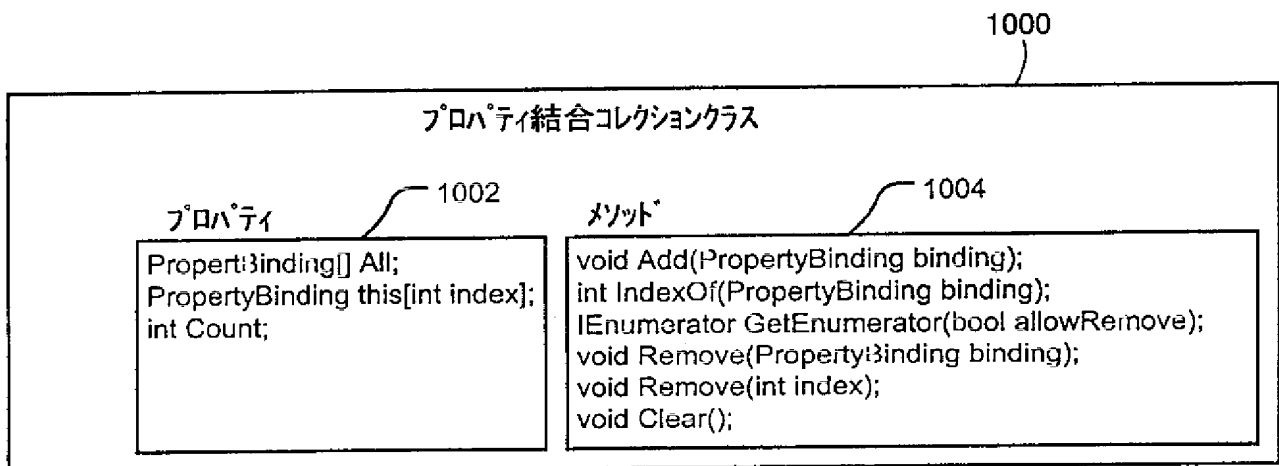 1000
プロパティ結合コレクションクラス
1002
1004
プロパティ
メソッド
PropertBinding[] All;
PropertyBinding this[int index];
int Count;
void Add(PropertyBinding binding);
int IndexOf(PropertyBinding binding);
IEnumerator GetEnumerator(bool allowRemove);
void Remove(PropertyBinding binding);
void Remove(int index);
void Clear();